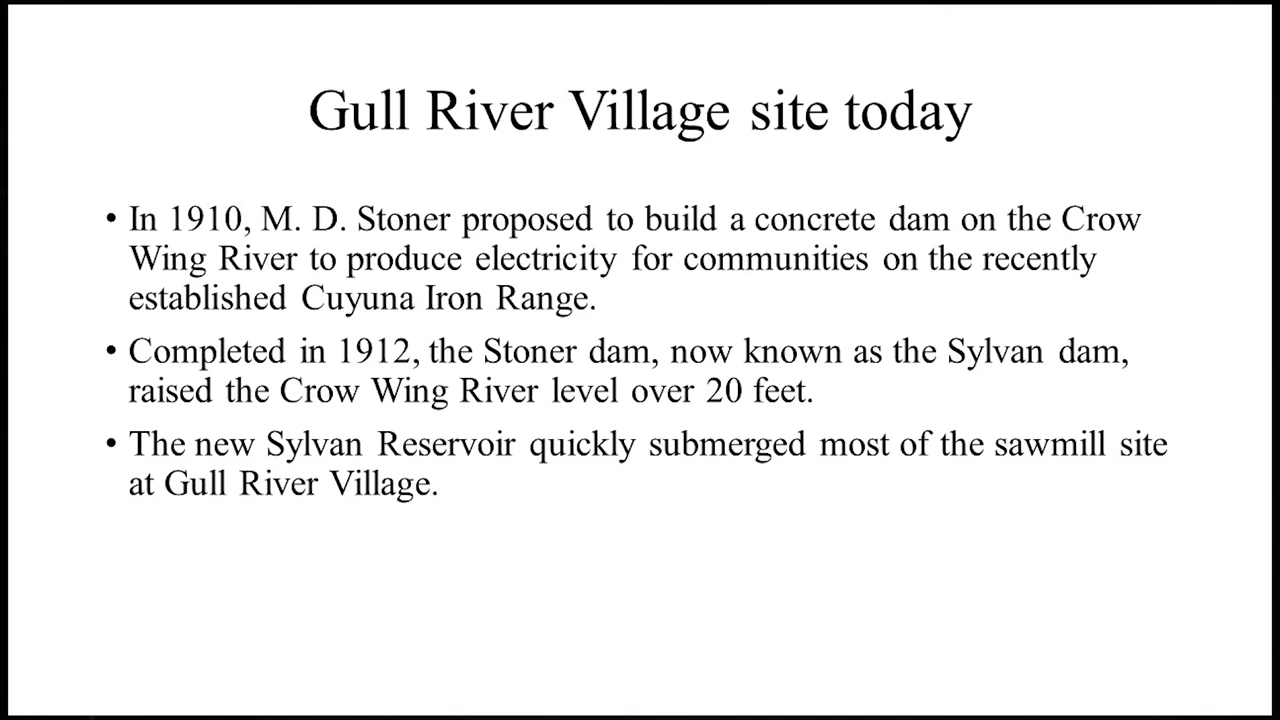 Gull River Village site today
• In 1910, M. D. Stoner proposed to build a concrete dam on the Crow
Wing River to produce electricity for communities on the recently
established Cuyuna Iron Range.
• Completed in 1912, the Stoner dam, now known as the Sylvan dam,
raised the Crow Wing River level over 20 feet.
• The new Sylvan Reservoir quickly submerged most of the sawmill site
at Gull River Village.